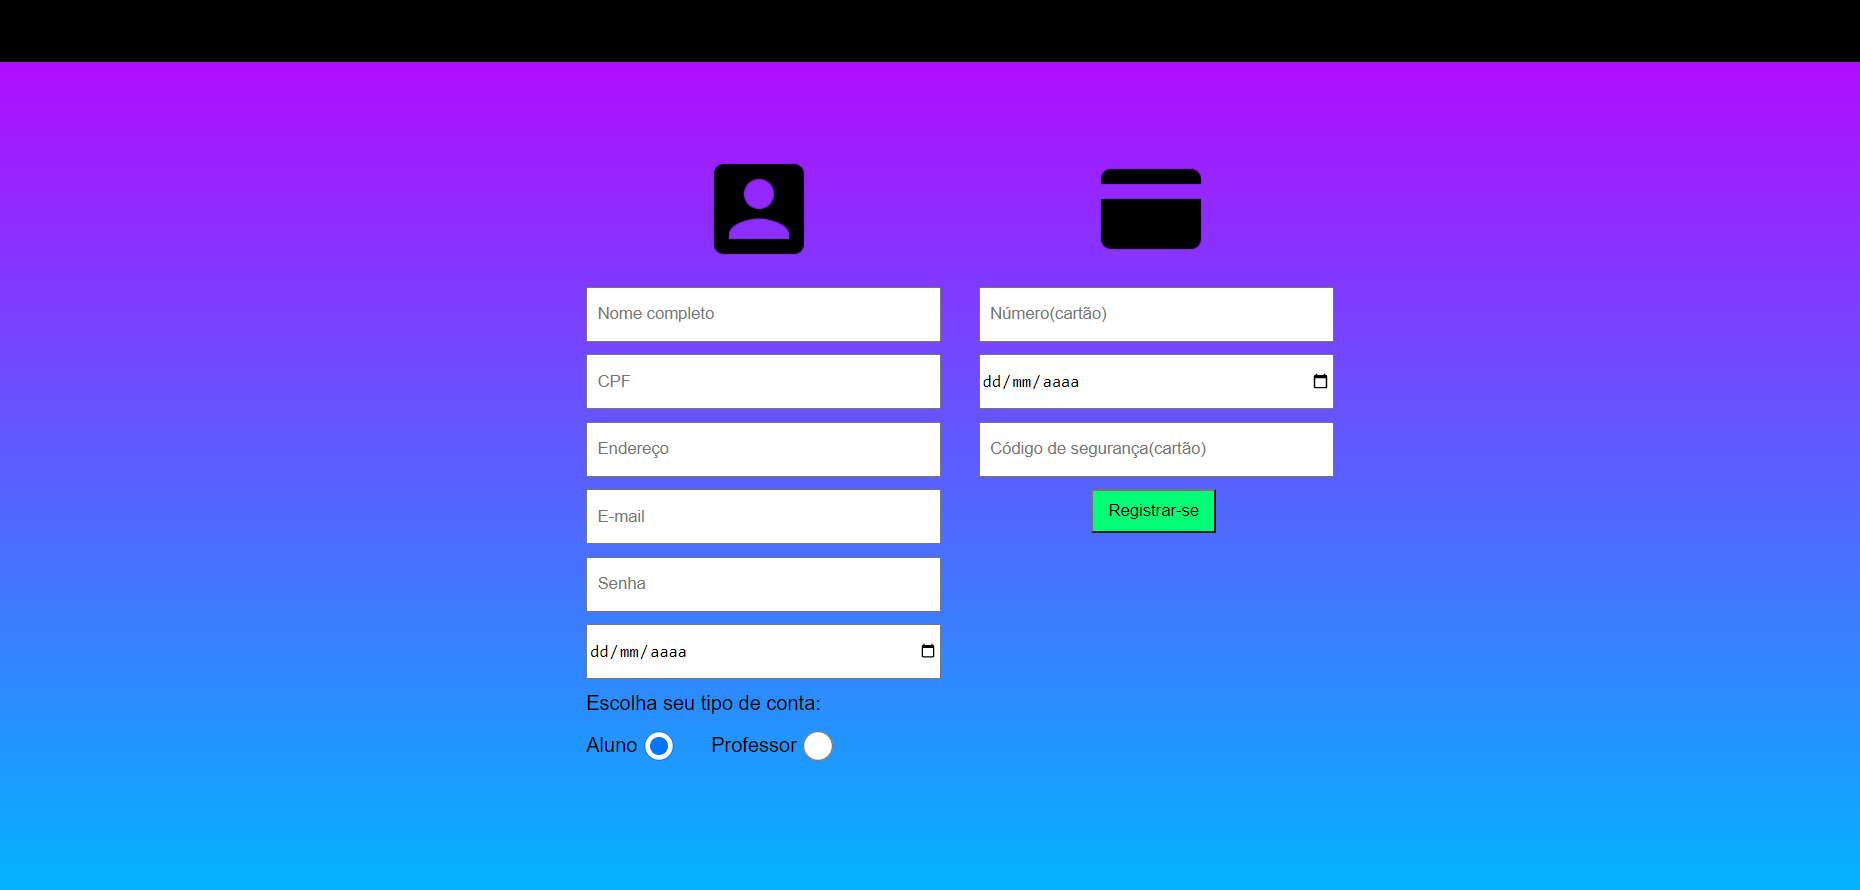 Nome completo
CPF
Endereço
E-mail
Senha
dd/mm/aaaa
Escolha seu tipo de conta:
Aluno Professor
Número(cartão)
dd/mm/aaaa
Código de segurança(cartão)
Registrar-se